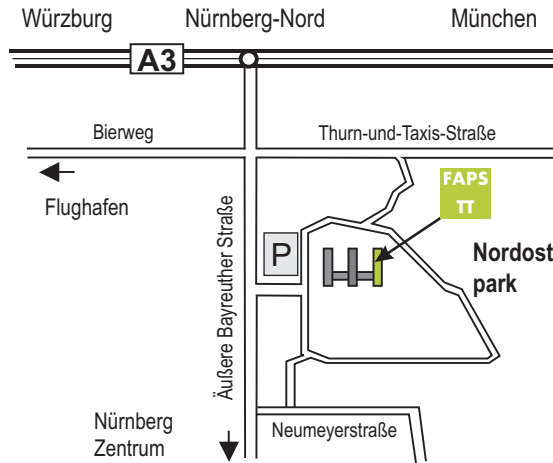 Würzburg
Nürnberg-Nord
München
A3
Bierweg
Thurn-und-Taxis-Straße
Flughafen
FAPS
TT
Äußere Bayreuther Straße
P
Nordost
park
Nürnberg
Zentrum
Neumeyerstraße